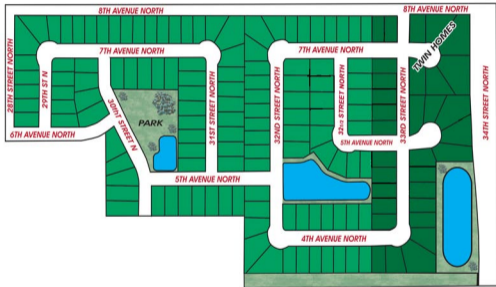 8TH AVENUE NORTH
8TH AVENUE NORTH
28TH STREET NORTH
29TH ST N
7TH AVENUE NORTH
7TH AVENUE NORTH
TWIN HOMES
30THT STREET N
PARK
31ST STREET NORTH
32ND STREET NORTH
32ND STREET NORTH
33RD STREET NORTH
34TH STREET NORTH
6TH AVENUE NORTH
5TH AVENUE NORTH
5TH AVENUE NORTH
4TH AVENUE NORTH